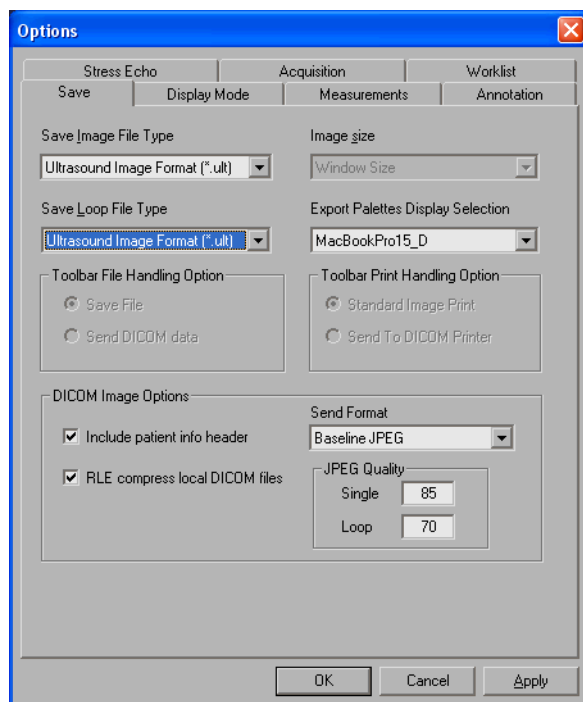 Options
Stress Echo Acquisition Worklist
Save Display Mode Measurements Annotation
Save Image File Type Image size
Ultrasound Image Format (*.ult) Window Size
Save Loop File Type Export Palettes Display Selection
Ultrasound Image Format (*.ult) MacBookPro15_D
Toolbar File Handling Option Toolbar Print Handling Option
Save File Standard Image Print
Send DICOM data Send To DICOM Printer
DICOM Image Options
Send Format
Include patient info header Baseline JPEG
RLE compress local DICOM files JPEG Quality
Single 85
Loop 70
OK Cancel Apply